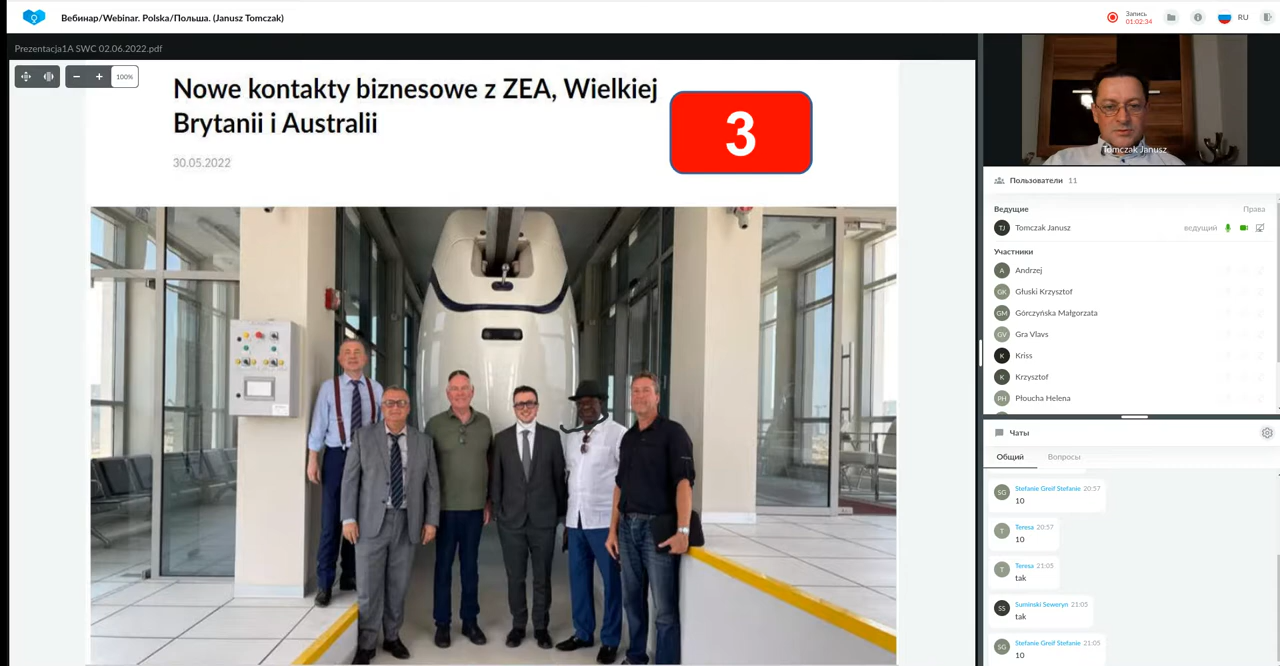 Вебинар/Webinar. Polska/Польша. (Janusz Tomczak)
Запись
01:02:34
RU
Prezentacja1A SWC 02.06.2022.pdf
100%
Nowe kontakty biznesowe z ZEA, Wielkiej
Brytanii i Australii
3
30.05.2022
Tomczak Janusz
Пользователи 11
Ведущие Права
TJ Tomczak Janusz ведущий
Участники
A Andrzej
GK Głuski Krzysztof
GM Górczyńska Małgorzata
GV Gra Vlavs
K Kriss
K Krzysztof
PH Płoucha Helena
Чаты
Общий Вопросы
SG Stefanie Greif Stefanie 20:57
10
T Teresa 20:57
10
T Teresa 21:05
tak
SS Suminski Seweryn 21:05
tak
SG Stefanie Greif Stefanie 21:05
10